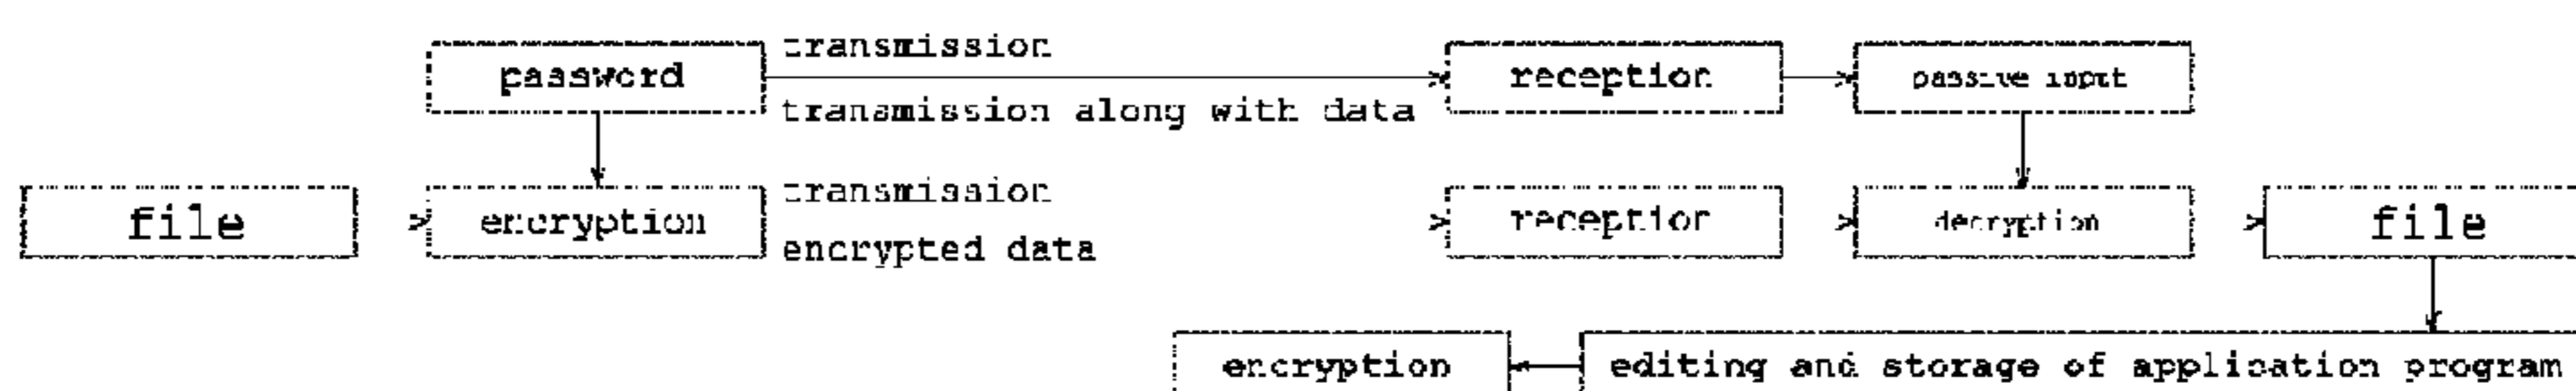 transmission
password
reception
passive input
transmission along with data
transmission
file
encryption
reception
decryption
file
encrypted data
encryption
editing and storage of application program